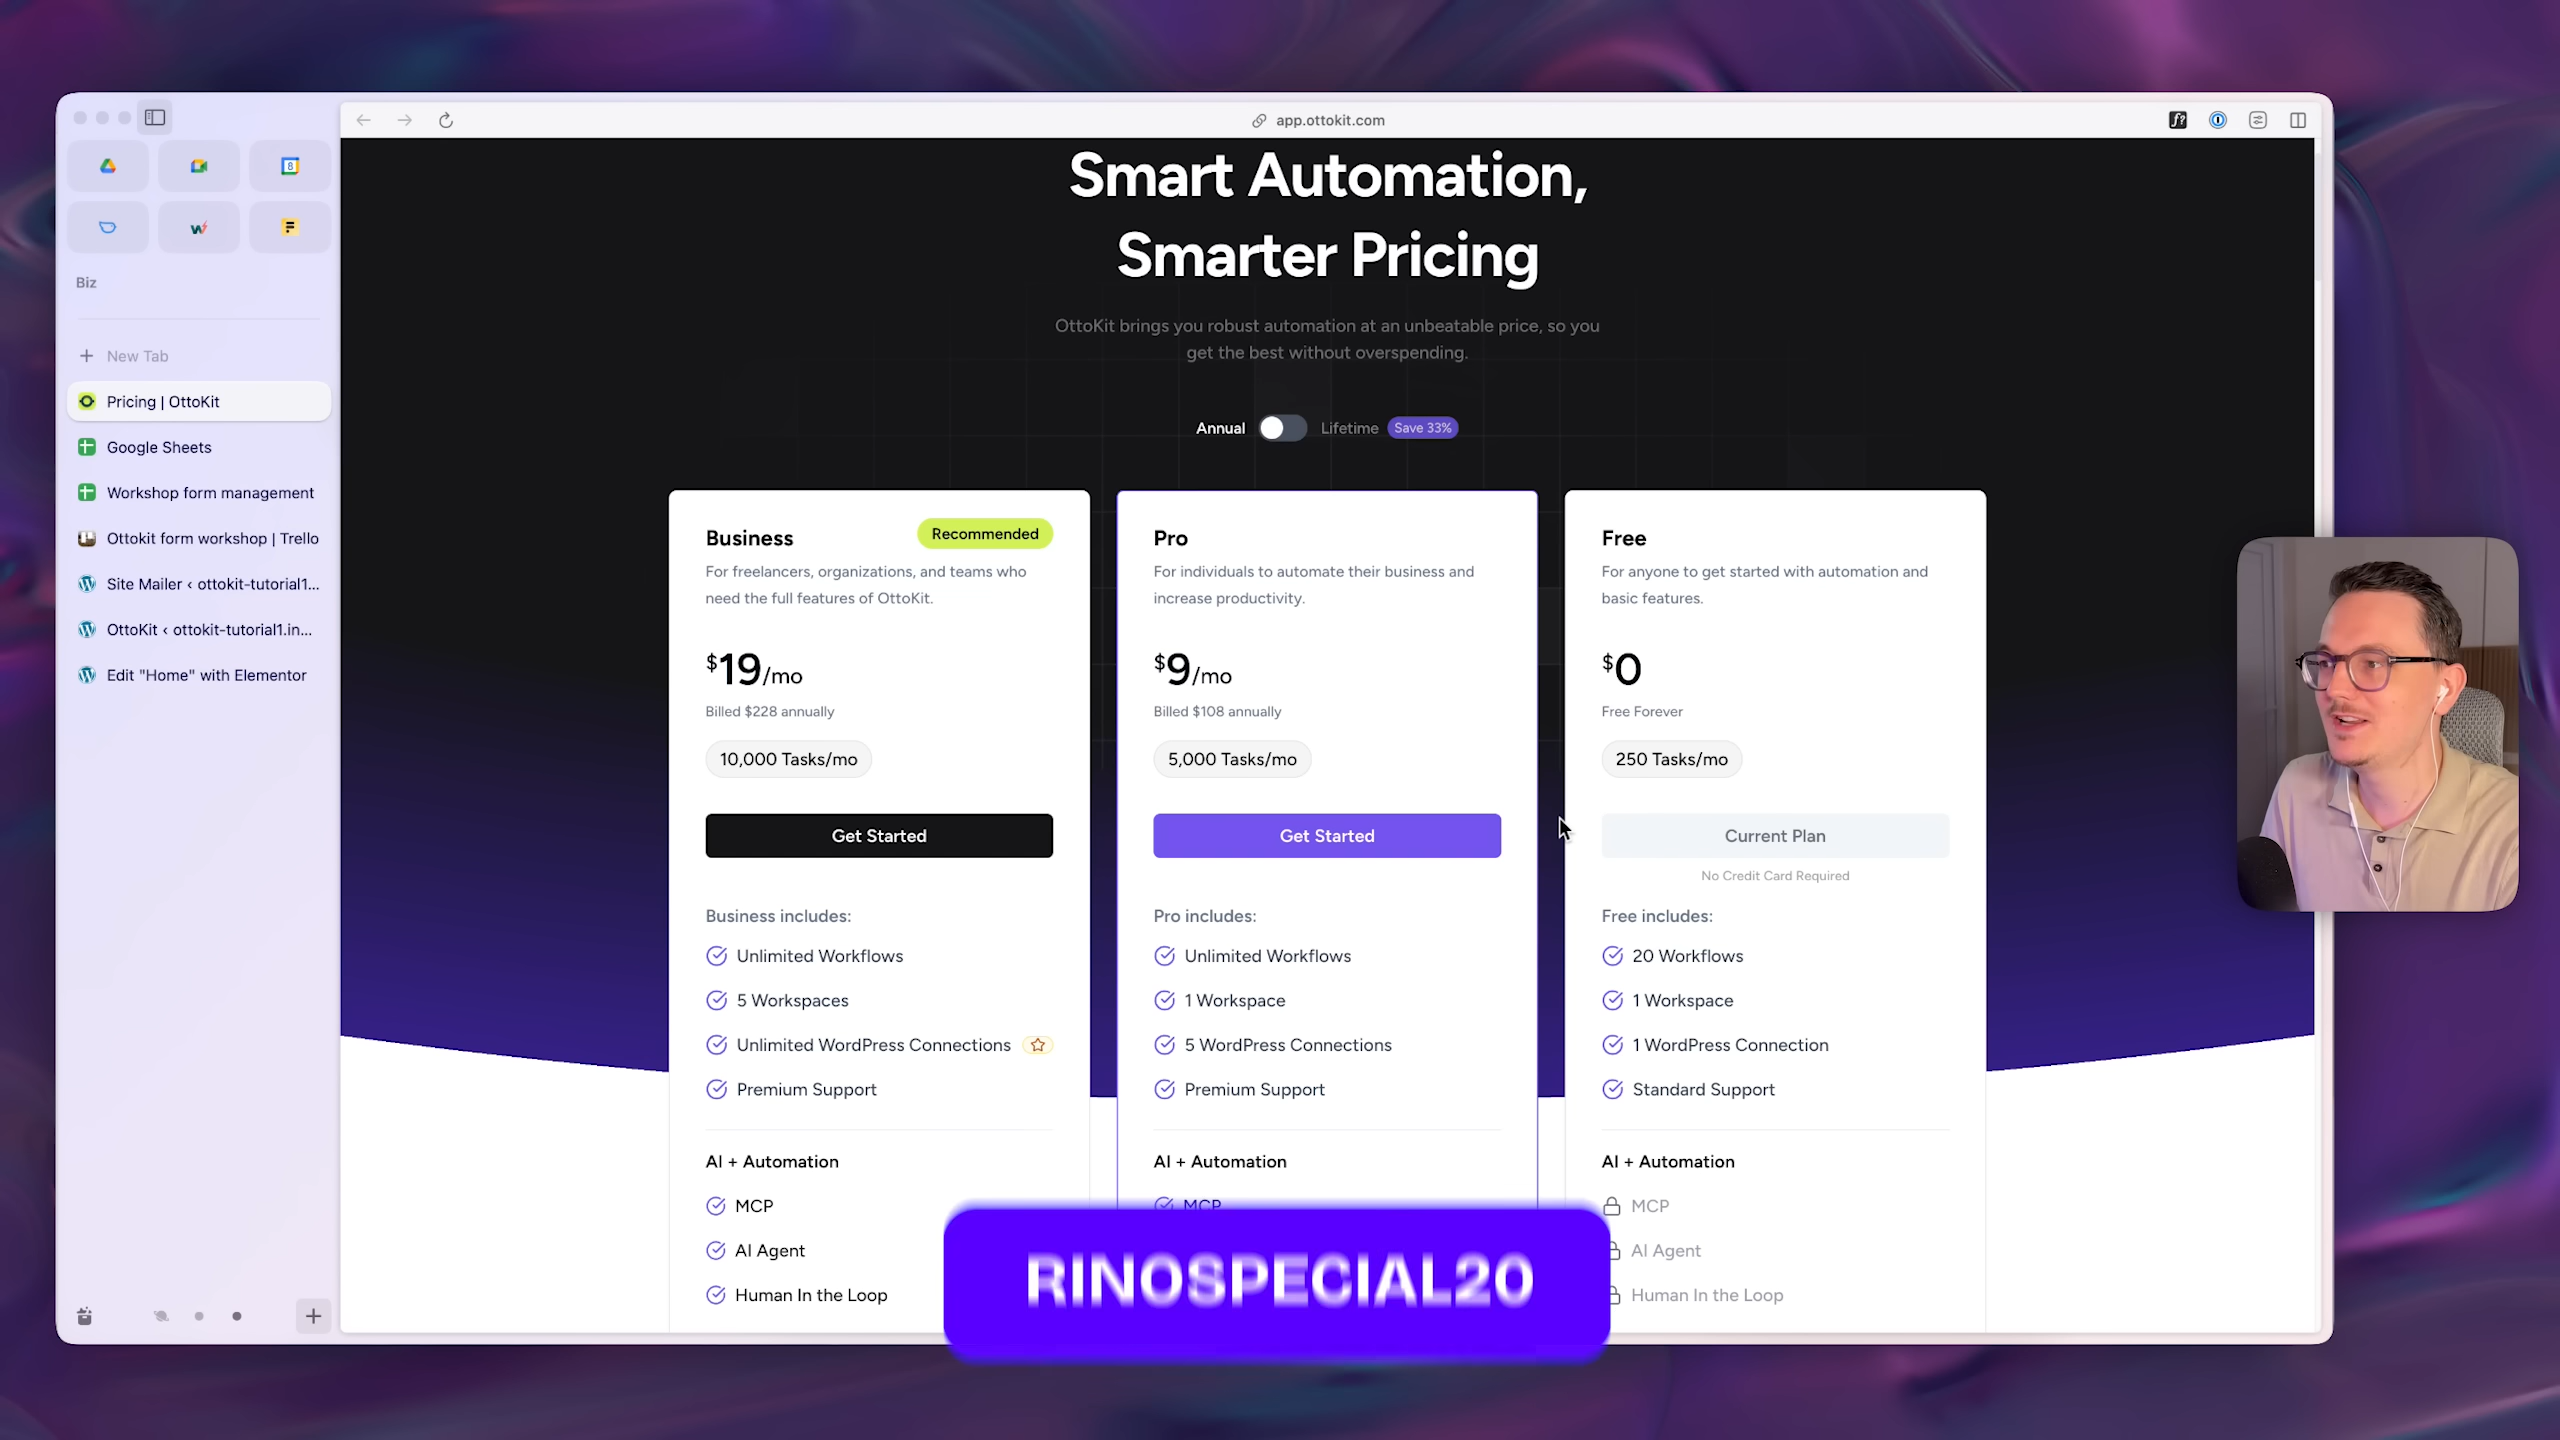 app.ottokit.com
Biz
New Tab
Pricing | OttoKit
Google Sheets
Workshop form management
Ottokit form workshop | Trello
Site Mailer ‹ ottokit-tutorial1...
OttoKit ‹ ottokit-tutorial1.in...
Edit "Home" with Elementor
Smart Automation,
Smarter Pricing
OttoKit brings you robust automation at an unbeatable price, so you
get the best without overspending.
Annual Lifetime Save 33%
Business Recommended
For freelancers, organizations, and teams who
need the full features of OttoKit.
$19/mo
Billed $228 annually
10,000 Tasks/mo
Get Started
Business includes:
Unlimited Workflows
5 Workspaces
Unlimited WordPress Connections
Premium Support
AI + Automation
MCP
AI Agent
Human In the Loop
Pro
For individuals to automate their business and
increase productivity.
$9/mo
Billed $108 annually
5,000 Tasks/mo
Get Started
Pro includes:
Unlimited Workflows
1 Workspace
5 WordPress Connections
Premium Support
AI + Automation
MCP
Free
For anyone to get started with automation and
basic features.
$0
Free Forever
250 Tasks/mo
Current Plan
No Credit Card Required
Free includes:
20 Workflows
1 Workspace
1 WordPress Connection
Standard Support
AI + Automation
MCP
AI Agent
Human In the Loop
RINOSPECIAL20